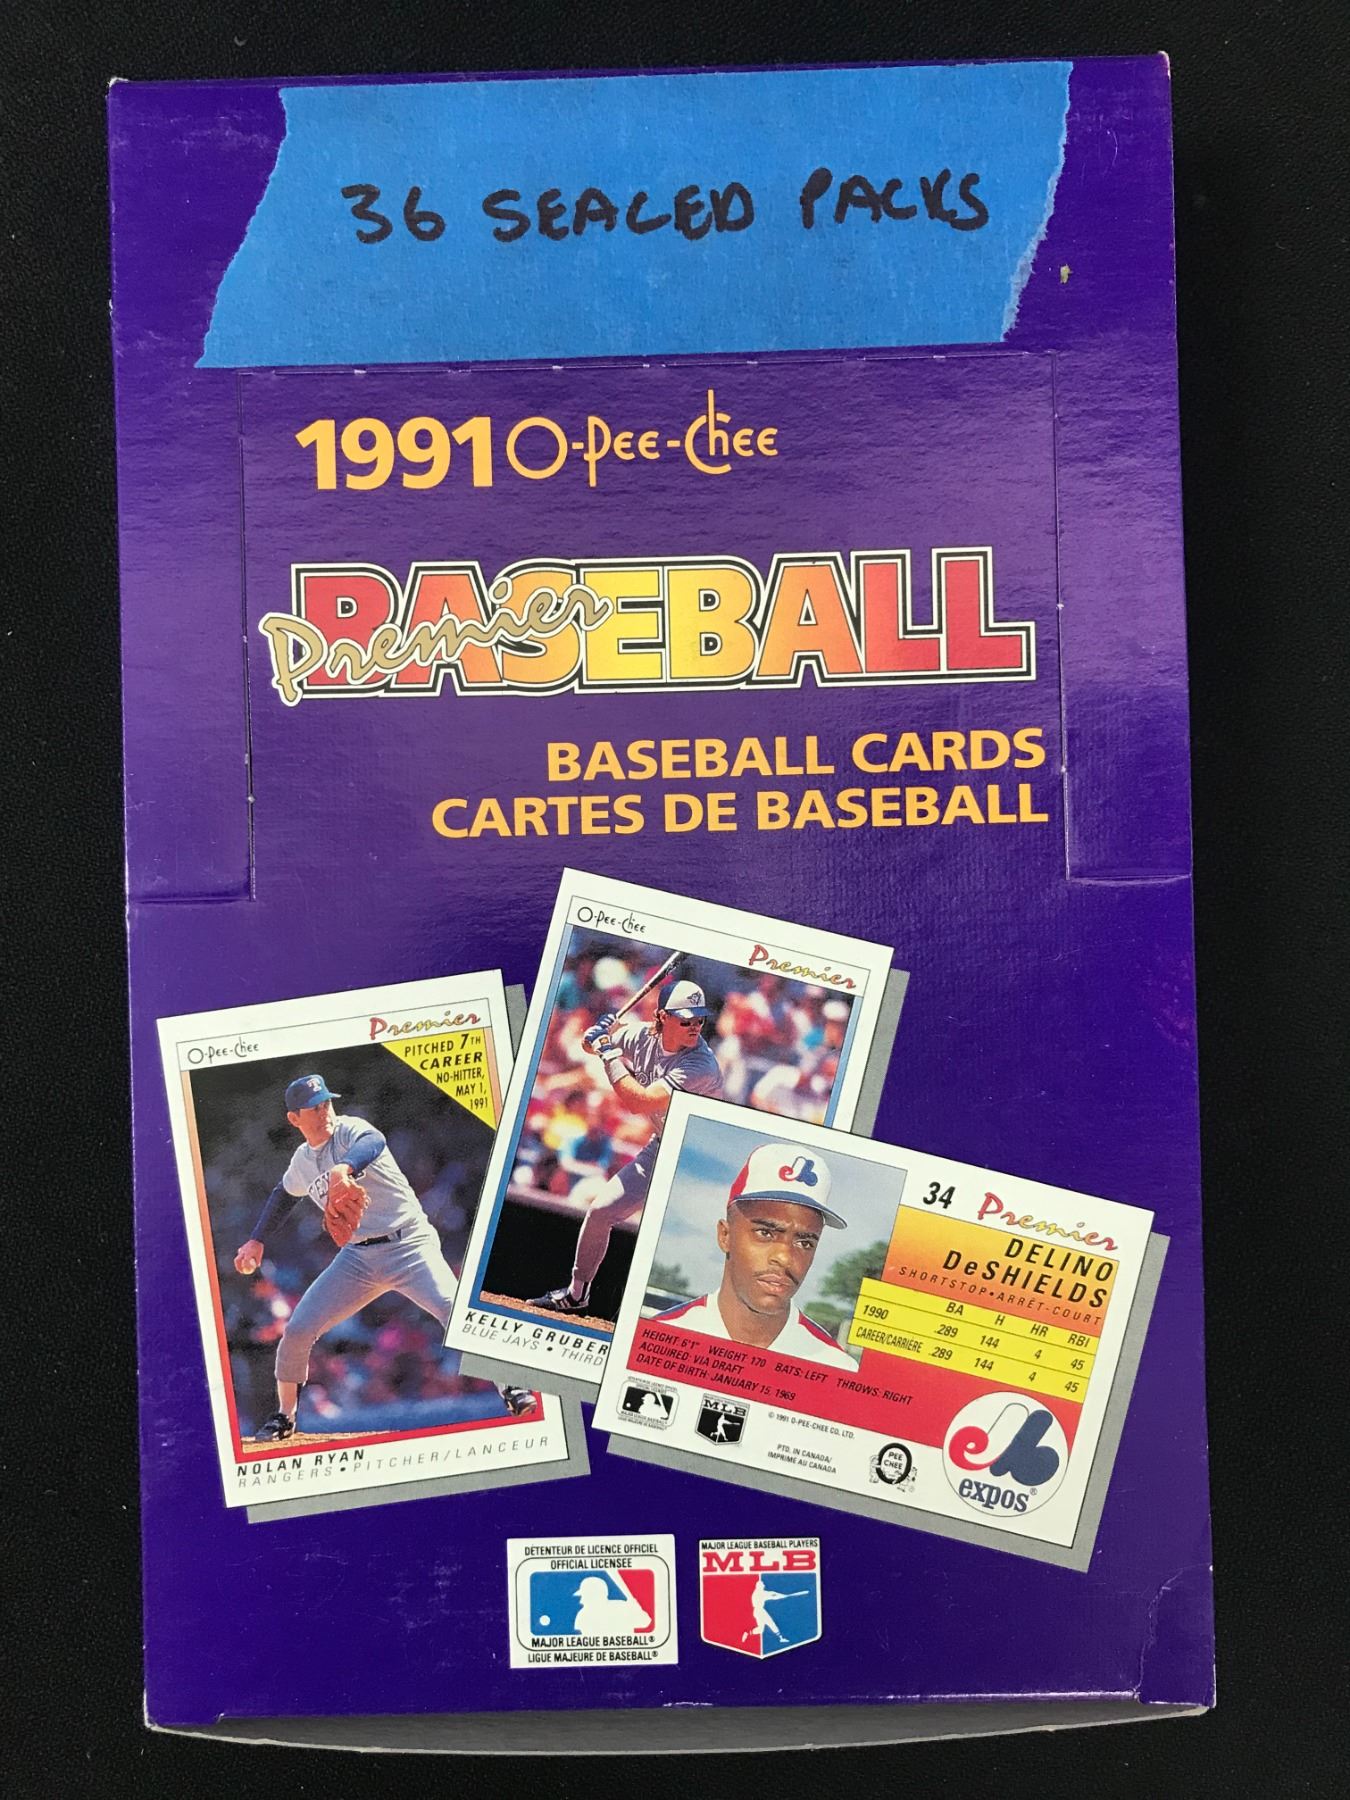 36 SEALED PACKS
1991 O-Pee-Chee
Premier BASEBALL
BASEBALL CARDS
CARTES DE BASEBALL
O-Pee-Chee Premier
PITCHED 7TH
CAREER
NO-HITTER,
MAY 1,
1991
TEXAS
NOLAN RYAN
RANGERS • PITCHER/LANCEUR
O-Pee-Chee Premier
KELLY GRUBER
BLUE JAYS • THIRD
34 Premier
DELINO
DeSHIELDS
SHORTSTOP • ARRÊT-COURT
BA H HR RBI
1990 .289 144 4 45
CAREER/CARRIÈRE .289 144 4 45
HEIGHT: 6'1" WEIGHT: 170 BATS: LEFT THROWS: RIGHT
ACQUIRED: VIA DRAFT
DATE OF BIRTH: JANUARY 15, 1969
MLB
© 1991 O-PEE-CHEE CO. LTD.
PTD. IN CANADA/
IMPRIMÉ AU CANADA
O PEE CHEE
expos®
DÉTENTEUR DE LICENCE OFFICIEL
OFFICIAL LICENSEE
MAJOR LEAGUE BASEBALL®
LIGUE MAJEURE DE BASEBALL®
MAJOR LEAGUE BASEBALL PLAYERS
MLB